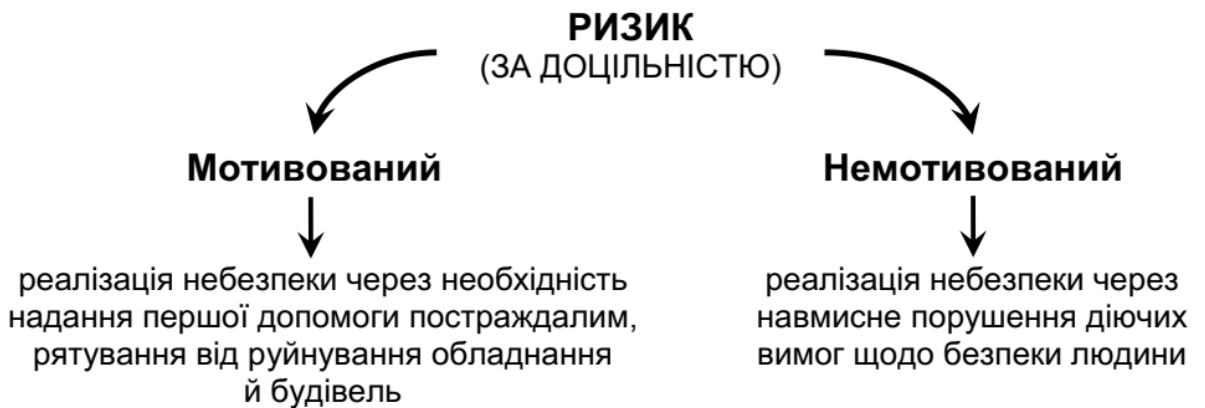 РИЗИК
(ЗА ДОЦІЛЬНІСТЮ)
Мотивований
Немотивований
реалізація небезпеки через необхідність
надання першої допомоги постраждалим,
рятування від руйнування обладнання
й будівель
реалізація небезпеки через
навмисне порушення діючих
вимог щодо безпеки людини